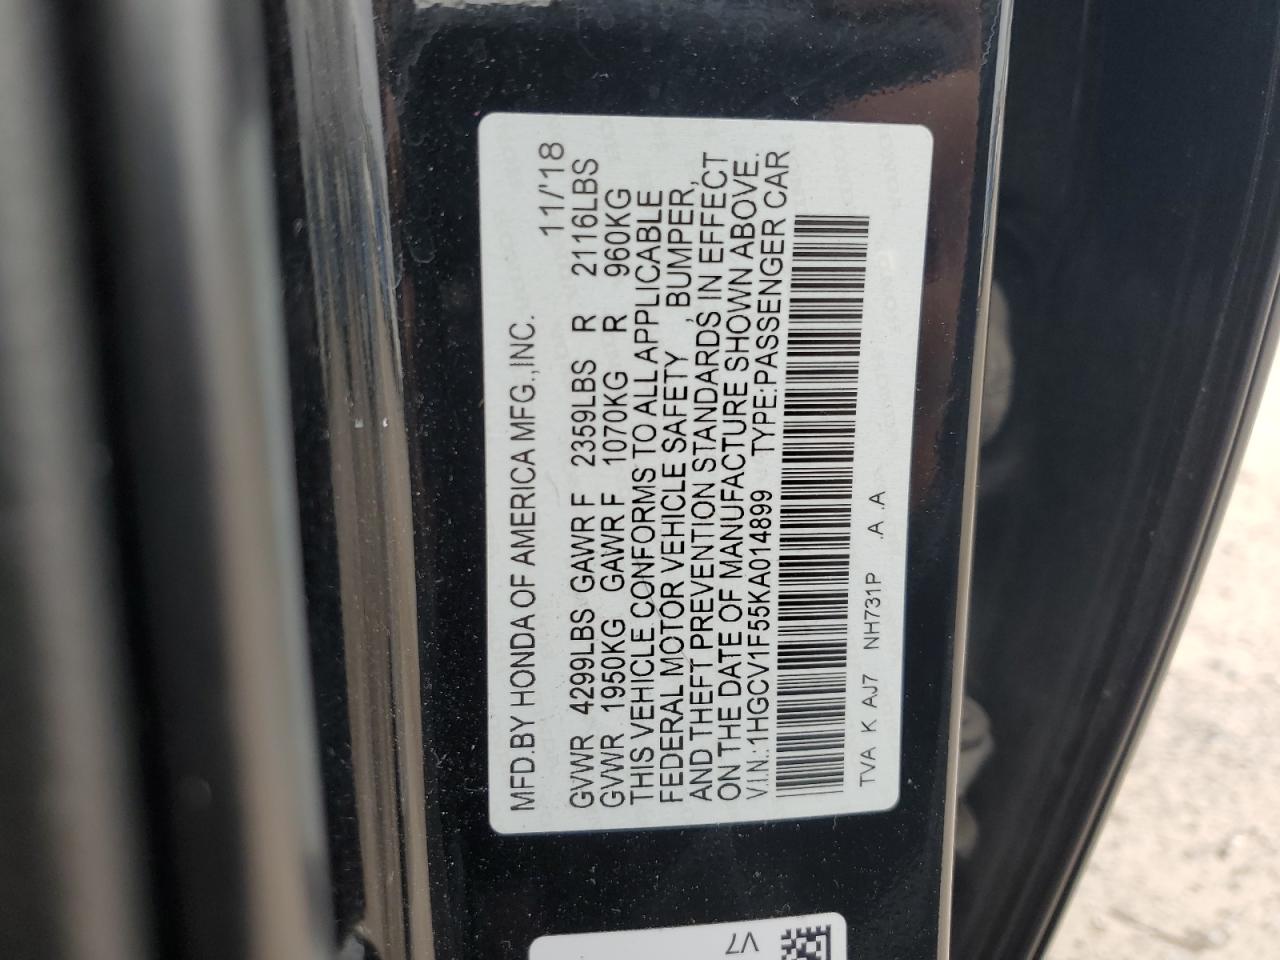 MFD.BY HONDA OF AMERICA MFG.,INC. 11/'18
GVWR 4299LBS GAWR F 2359LBS R 2116LBS
GVWR 1950KG GAWR F 1070KG R 960KG
THIS VEHICLE CONFORMS TO ALL APPLICABLE
FEDERAL MOTOR VEHICLE SAFETY , BUMPER,
AND THEFT PREVENTION STANDARDS IN EFFECT
ON THE DATE OF MANUFACTURE SHOWN ABOVE.
V.I.N.:1HGCV1F55KA014899 TYPE:PASSENGER CAR
TVA K AJ7 NH731P .A .A
V7